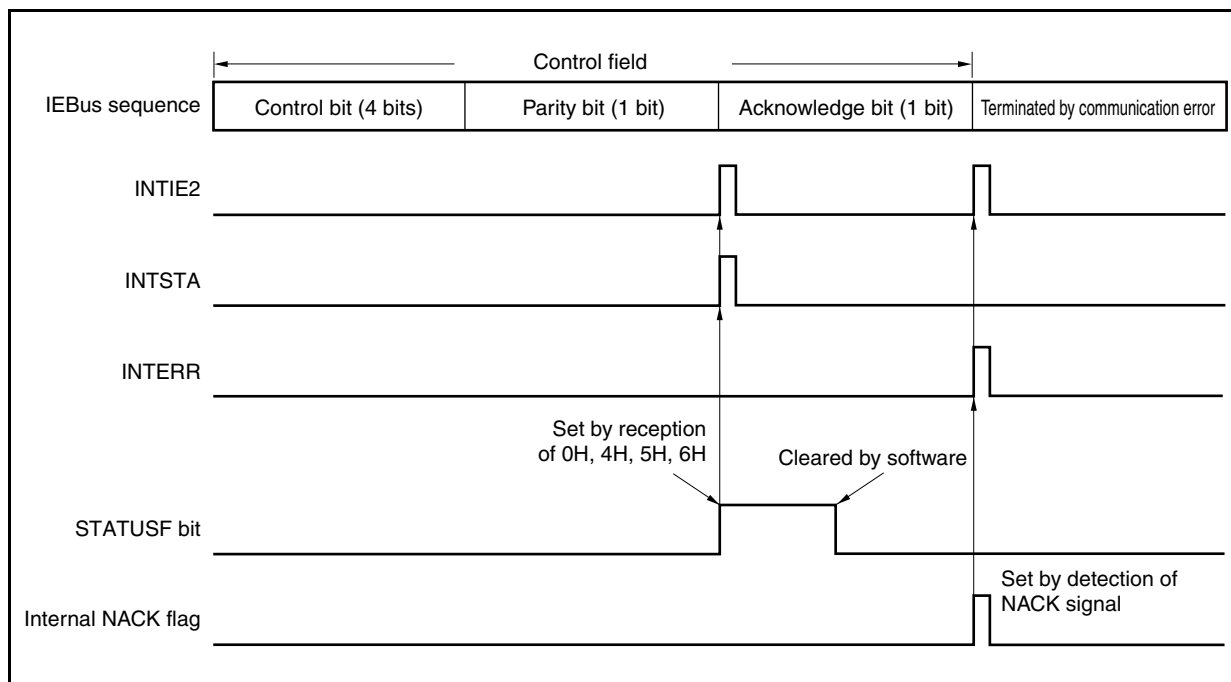 Control field
IEBus sequence
Control bit (4 bits)
Parity bit (1 bit)
Acknowledge bit (1 bit)
Terminated by communication error
INTIE2
INTSTA
INTERR
Set by reception
of 0H, 4H, 5H, 6H
Cleared by software
STATUSF bit
Set by detection of
NACK signal
Internal NACK flag